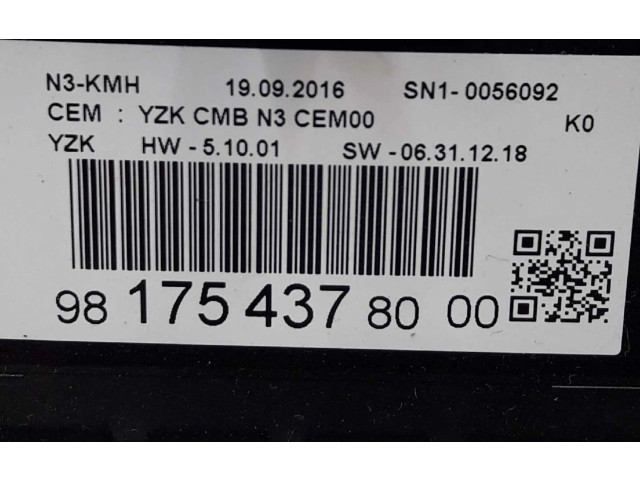 N3-KMH 19.09.2016 SN1- 0056092
CEM : YZK CMB N3 CEM00 K0
YZK HW - 5.10.01 SW - 06.31.12.18
98 175 437 80 00